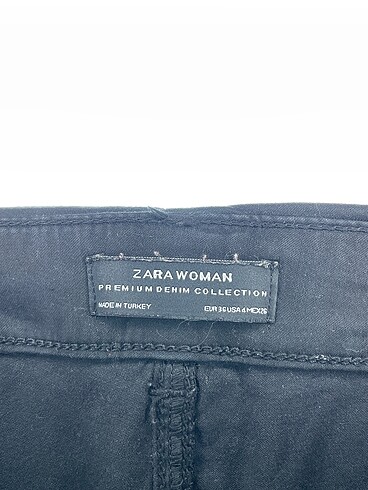 ZARA WOMAN
PREMIUM DENIM COLLECTION
MADE IN TURKEY
EUR 36 USA 4 MEX 26